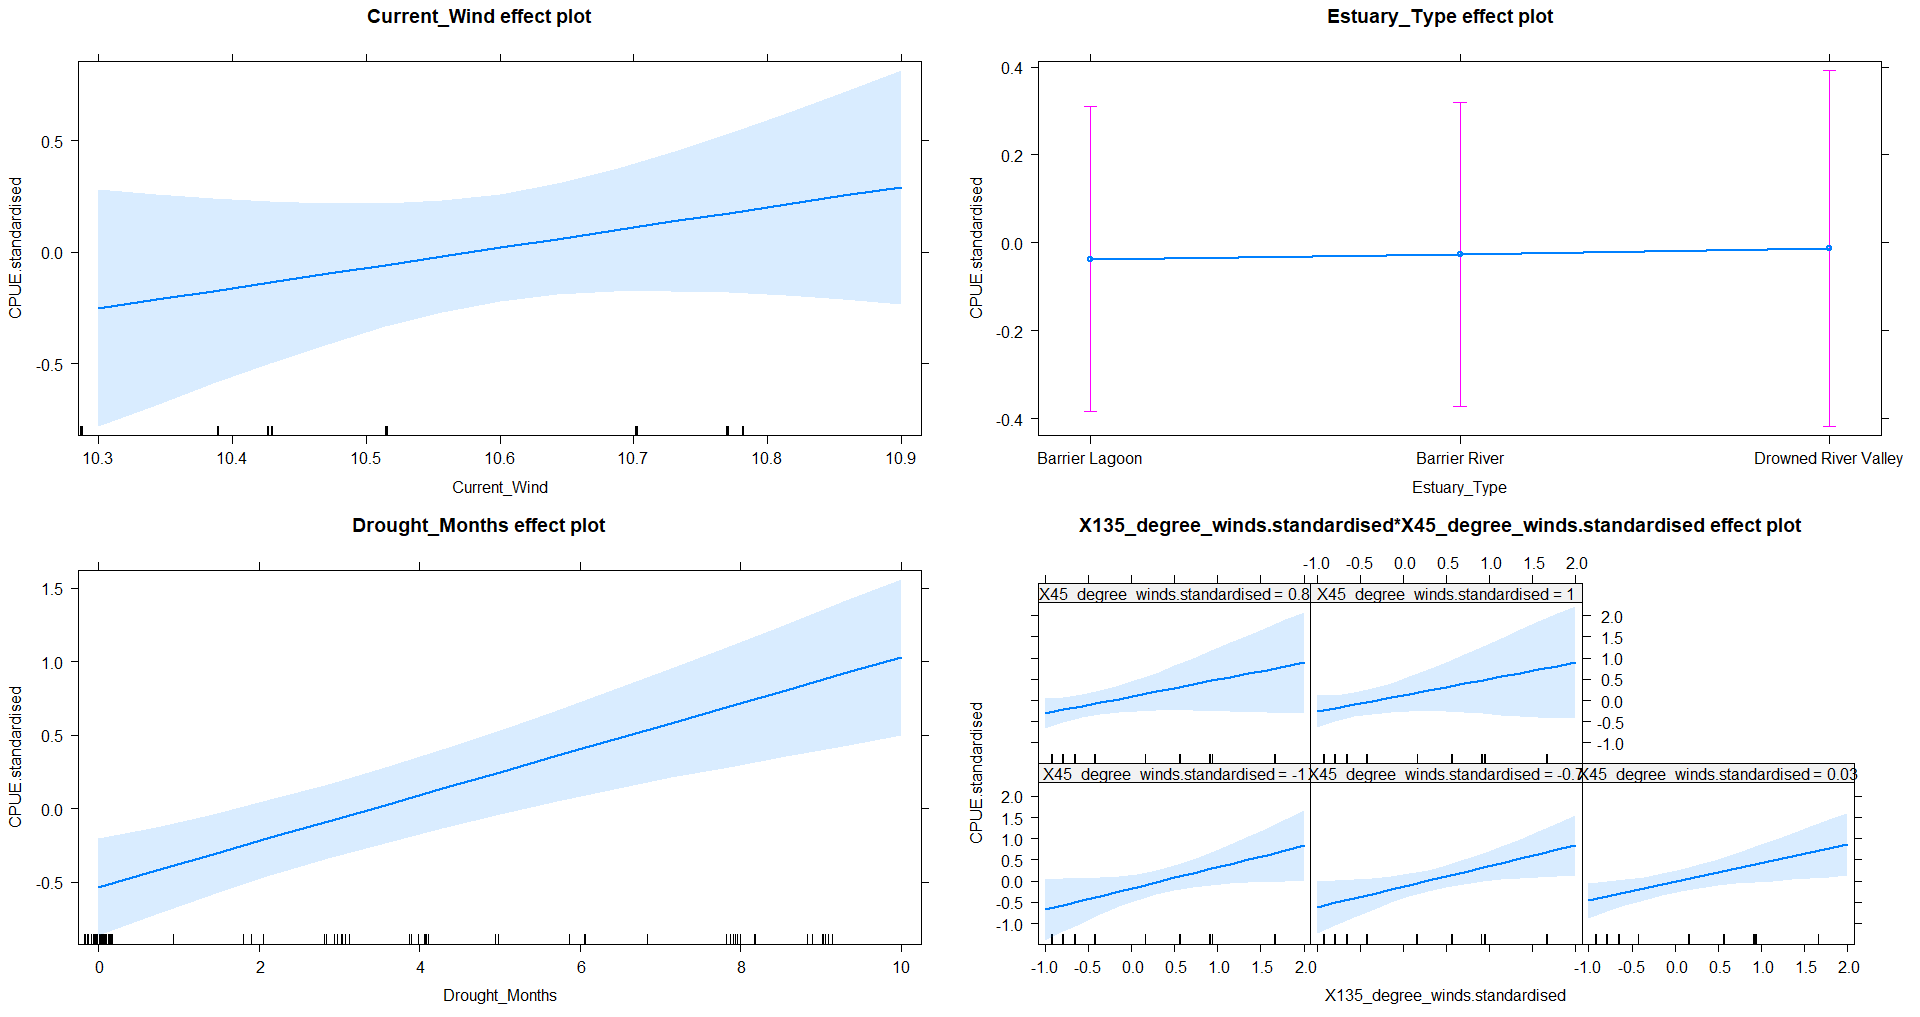 Current_Wind effect plot
CPUE.standardised
0.5
0.0
-0.5
10.3 10.4 10.5 10.6 10.7 10.8 10.9
Current_Wind
Estuary_Type effect plot
CPUE.standardised
0.4
0.2
0.0
-0.2
-0.4
Barrier Lagoon Barrier River Drowned River Valley
Estuary_Type
Drought_Months effect plot
CPUE.standardised
1.5
1.0
0.5
0.0
-0.5
0 2 4 6 8 10
Drought_Months
X135_degree_winds.standardised*X45_degree_winds.standardised effect plot
-1.0 -0.5 0.0 0.5 1.0 1.5 2.0
X45_degree_winds.standardised = 0.8 X45_degree_winds.standardised = 1
2.0
1.5
1.0
0.5
0.0
-0.5
-1.0
CPUE.standardised
X45_degree_winds.standardised = -1 X45_degree_winds.standardised = -0.7 X45_degree_winds.standardised = 0.03
2.0
1.5
1.0
0.5
0.0
-0.5
-1.0
-1.0 -0.5 0.0 0.5 1.0 1.5 2.0 -1.0 -0.5 0.0 0.5 1.0 1.5 2.0
X135_degree_winds.standardised